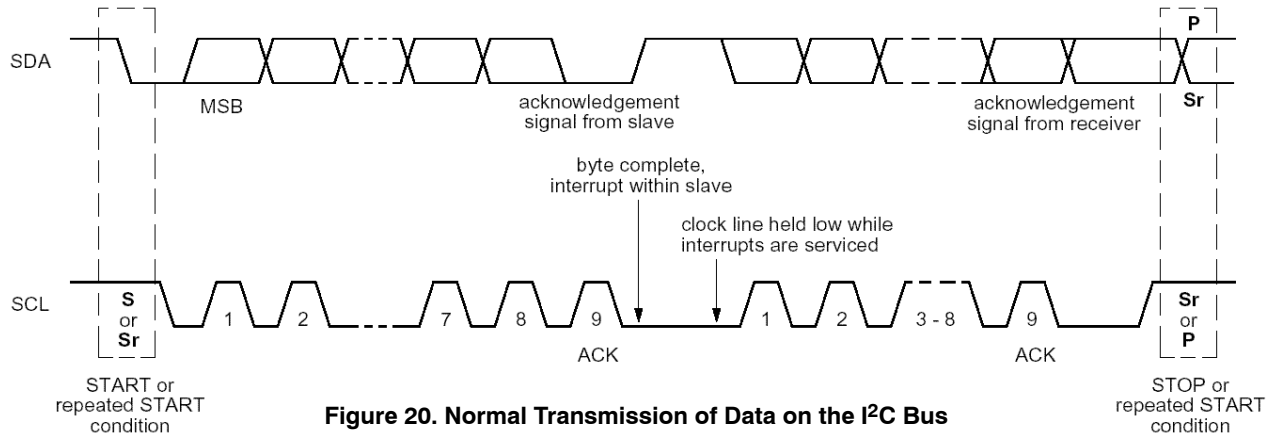 P
SDA
MSB
acknowledgement
signal from slave
acknowledgement
signal from receiver
Sr
byte complete,
interrupt within slave
clock line held low while
interrupts are serviced
SCL
S
or
Sr
1 2 7 8 9 1 2 3 - 8 9
Sr
or
P
ACK ACK
START or
repeated START
condition
STOP or
repeated START
condition
Figure 20. Normal Transmission of Data on the I²C Bus